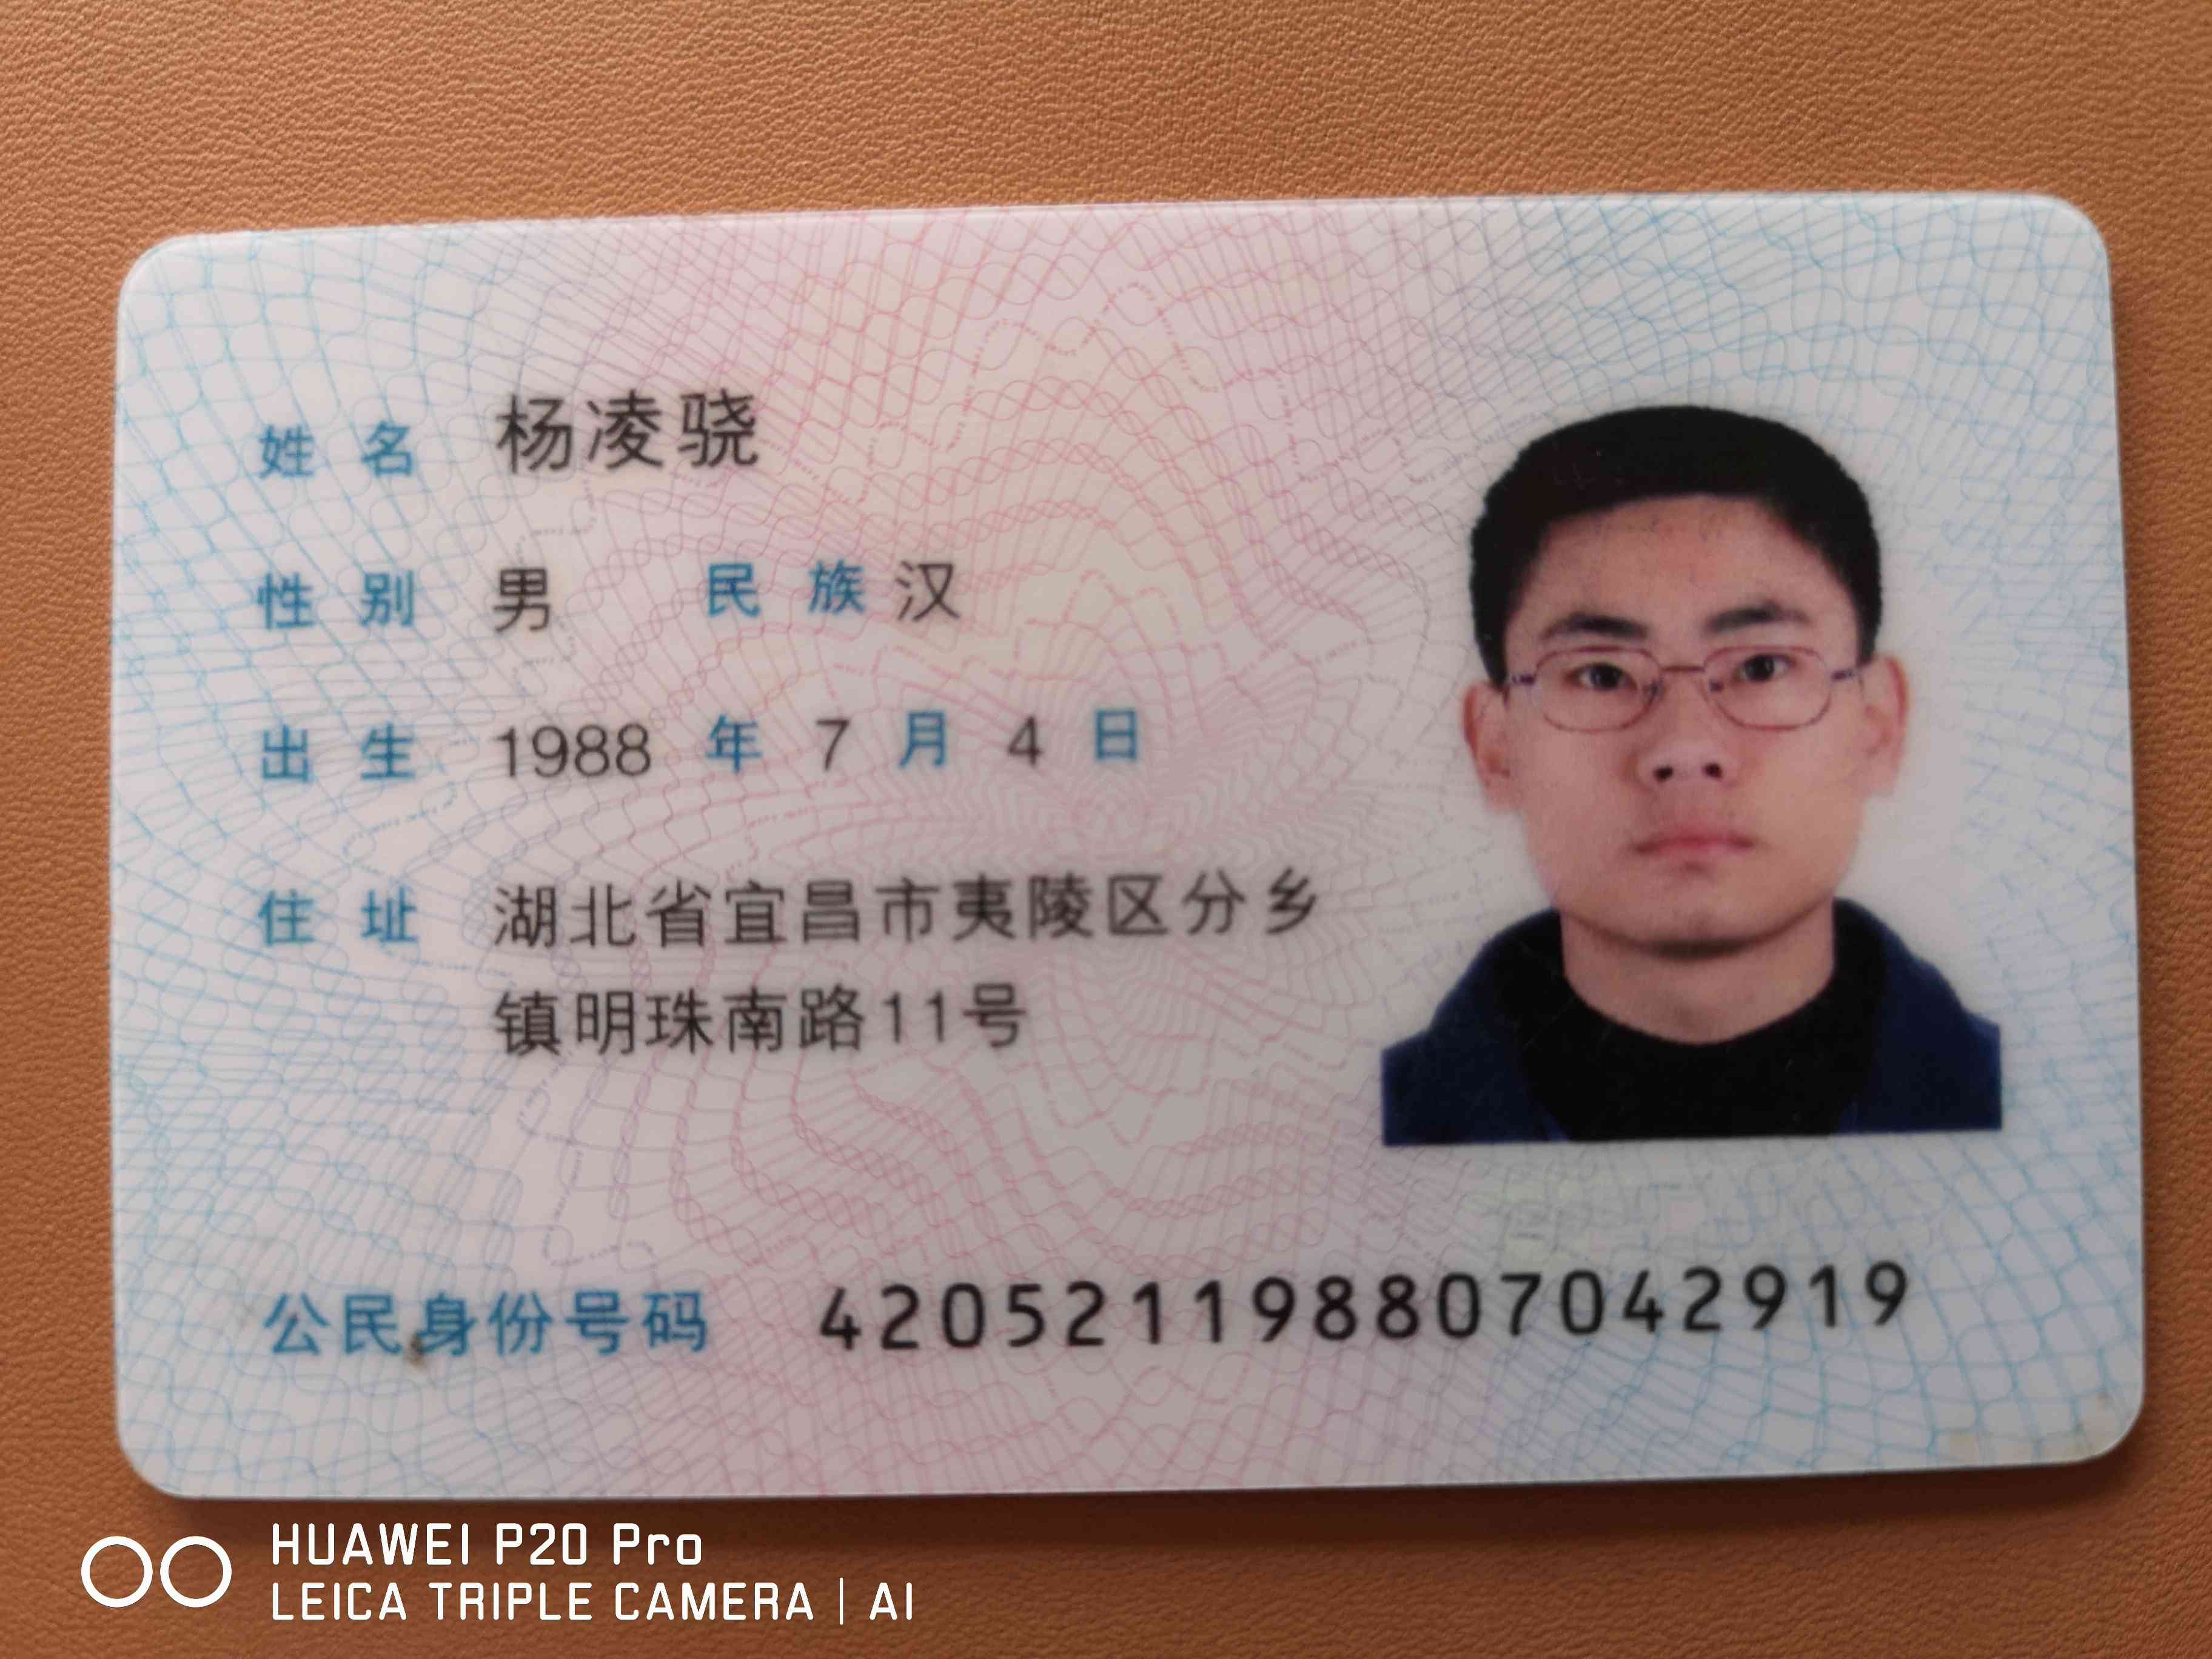 姓名 杨凌骁
性别 男 民族 汉
出生 1988 年 7 月 4 日
住址 湖北省宜昌市夷陵区分乡
镇明珠南路11号
公民身份号码 420521198807042919
HUAWEI P20 Pro
LEICA TRIPLE CAMERA | AI